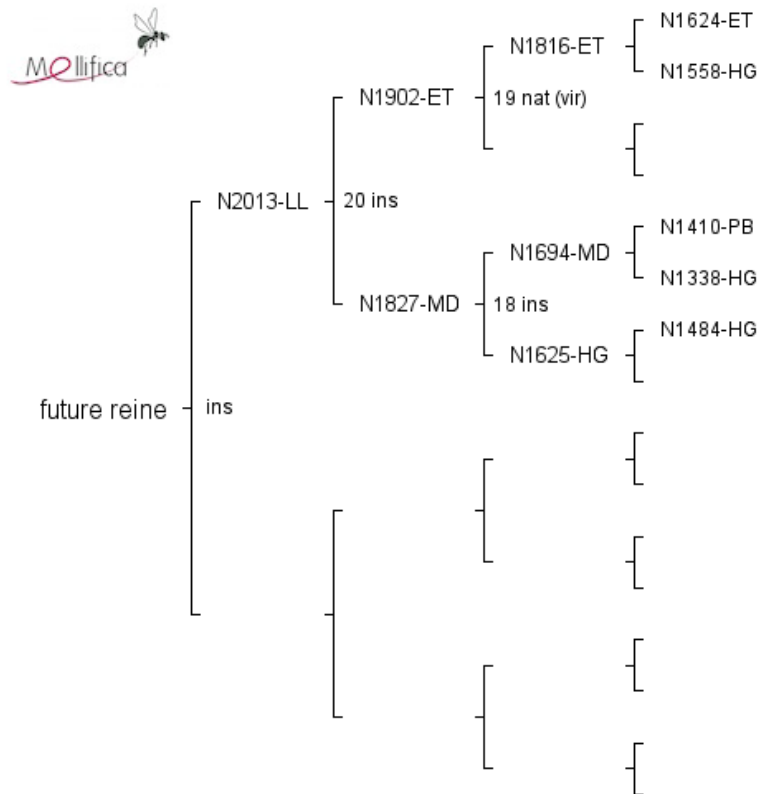 Mellifica
N1624-ET
N1816-ET
N1558-HG
N1902-ET
19 nat (vir)
N2013-LL
20 ins
N1410-PB
N1694-MD
N1338-HG
N1827-MD
18 ins
N1484-HG
N1625-HG
future reine
ins